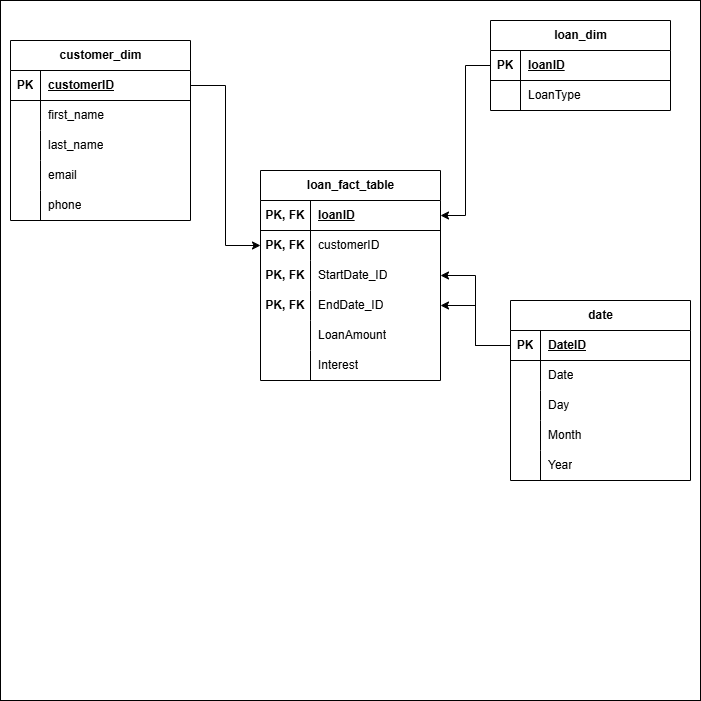 customer_dim
PK customerID
first_name
last_name
email
phone
loan_dim
PK loanID
LoanType
loan_fact_table
PK, FK loanID
PK, FK customerID
PK, FK StartDate_ID
PK, FK EndDate_ID
LoanAmount
Interest
date
PK DateID
Date
Day
Month
Year